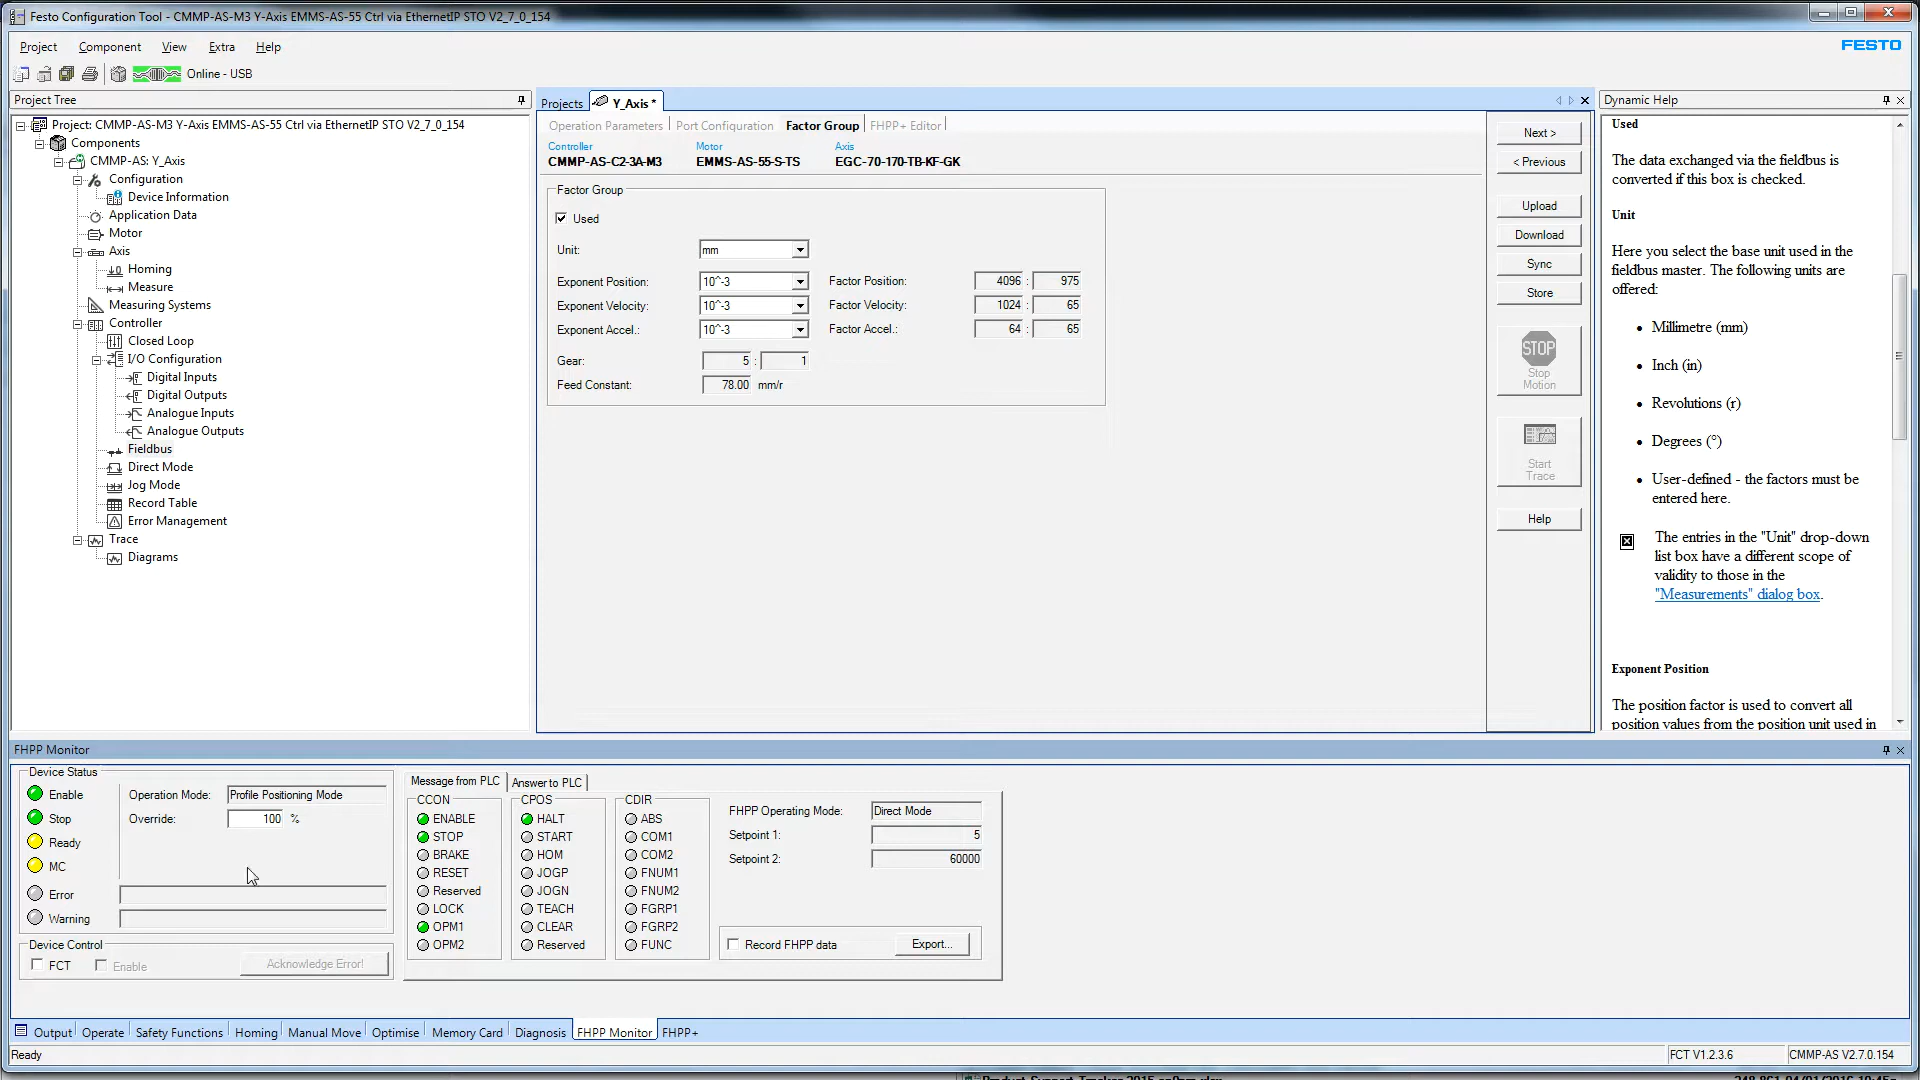 Festo Configuration Tool - CMMP-AS-M3 Y-Axis EMMS-AS-55 Ctrl via EthernetIP STO V2_7_0_154
Project Component View Extra Help
FESTO
Online - USB
Project Tree
Project: CMMP-AS-M3 Y-Axis EMMS-AS-55 Ctrl via EthernetIP STO V2_7_0_154
Components
CMMP-AS: Y_Axis
Configuration
Device Information
Application Data
Motor
Axis
Homing
Measure
Measuring Systems
Controller
Closed Loop
I/O Configuration
Digital Inputs
Digital Outputs
Analogue Inputs
Analogue Outputs
Fieldbus
Direct Mode
Jog Mode
Record Table
Error Management
Trace
Diagrams
Projects Y_Axis *
Operation Parameters Port Configuration Factor Group FHPP+ Editor
Controller Motor Axis
CMMP-AS-C2-3A-M3 EMMS-AS-55-S-TS EGC-70-170-TB-KF-GK
Factor Group
Used
Unit: mm
Exponent Position: 10^-3 Factor Position: 4096 : 975
Exponent Velocity: 10^-3 Factor Velocity: 1024 : 65
Exponent Accel.: 10^-3 Factor Accel.: 64 : 65
Gear: 5 : 1
Feed Constant: 78.00 mm/r
Next >
< Previous
Upload
Download
Sync
Store
STOP
Stop
Motion
Start
Trace
Help
Dynamic Help
Used
The data exchanged via the fieldbus is
converted if this box is checked.
Unit
Here you select the base unit used in the
fieldbus master. The following units are
offered:
• Millimetre (mm)
• Inch (in)
• Revolutions (r)
• Degrees (°)
• User-defined - the factors must be
entered here.
The entries in the "Unit" drop-down
list box have a different scope of
validity to those in the
"Measurements" dialog box.
Exponent Position
The position factor is used to convert all
position values from the position unit used in
FHPP Monitor
Device Status
Enable
Stop
Ready
MC
Error
Warning
Operation Mode: Profile Positioning Mode
Override: 100 %
Device Control
FCT Enable Acknowledge Error!
Message from PLC Answer to PLC
CCON
ENABLE
STOP
BRAKE
RESET
Reserved
LOCK
OPM1
OPM2
CPOS
HALT
START
HOM
JOGP
JOGN
TEACH
CLEAR
Reserved
CDIR
ABS
COM1
COM2
FNUM1
FNUM2
FGRP1
FGRP2
FUNC
FHPP Operating Mode: Direct Mode
Setpoint 1: 5
Setpoint 2: 60000
Record FHPP data Export...
Output Operate Safety Functions Homing Manual Move Optimise Memory Card Diagnosis FHPP Monitor FHPP+
Ready FCT V1.2.3.6 CMMP-AS V2.7.0.154